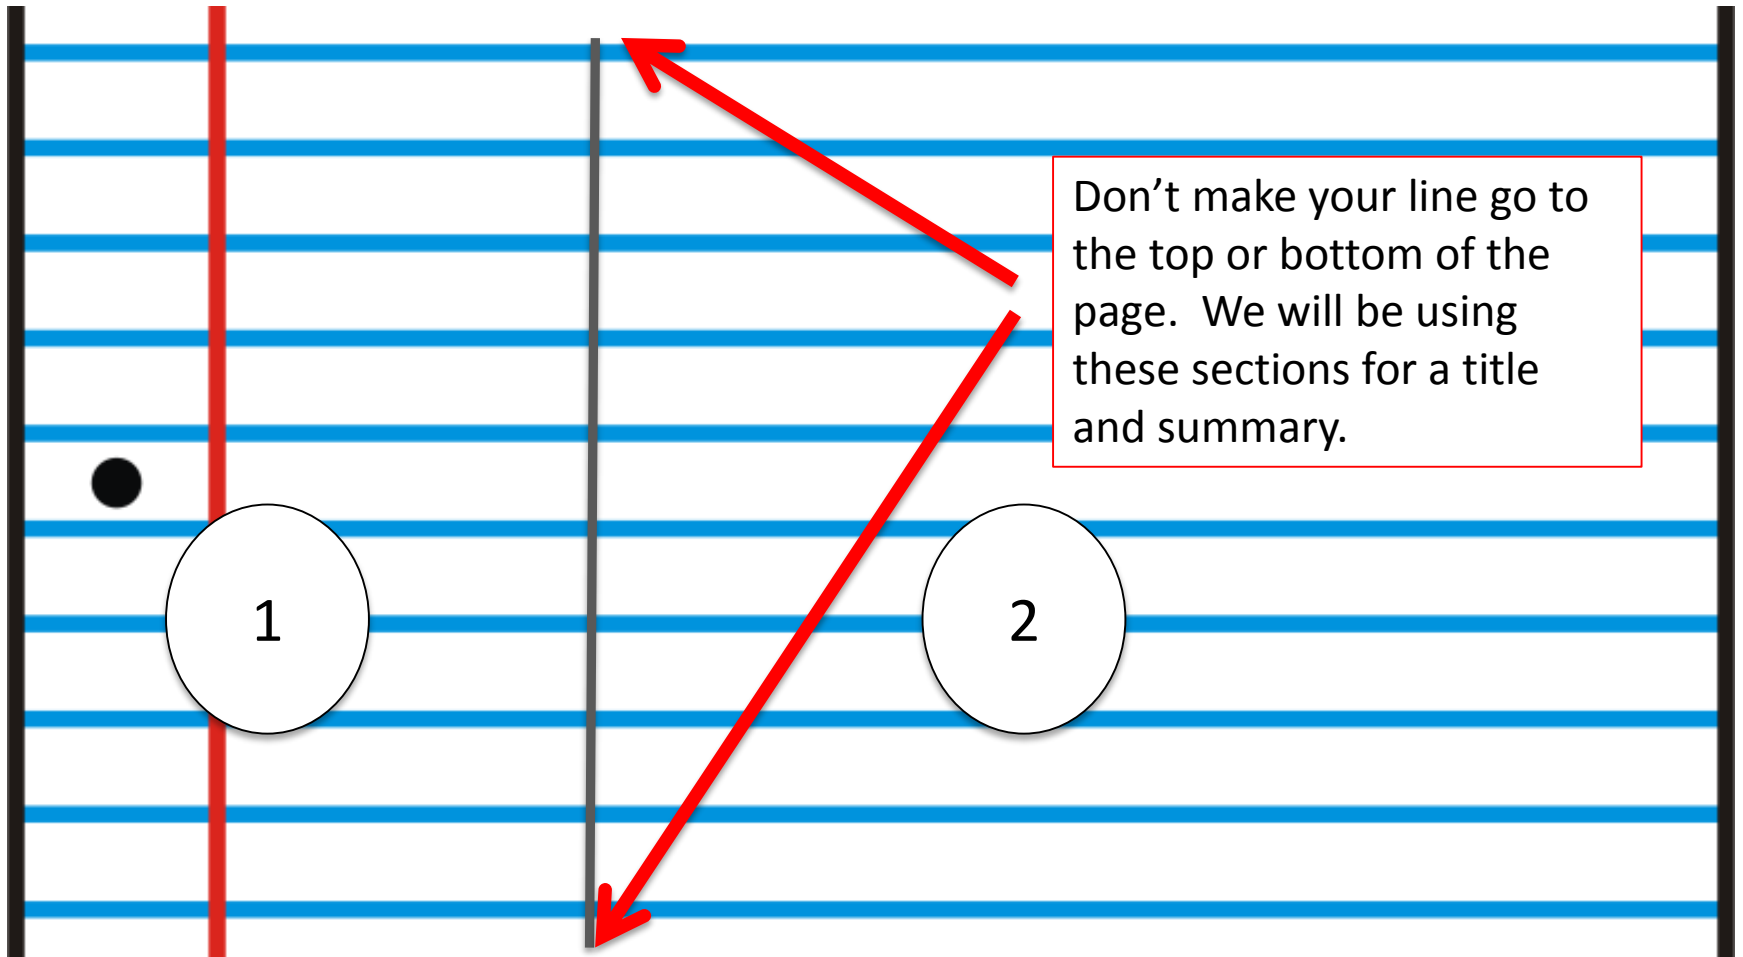 Don’t make your line go to
the top or bottom of the
page.  We will be using
these sections for a title
and summary.
1
2